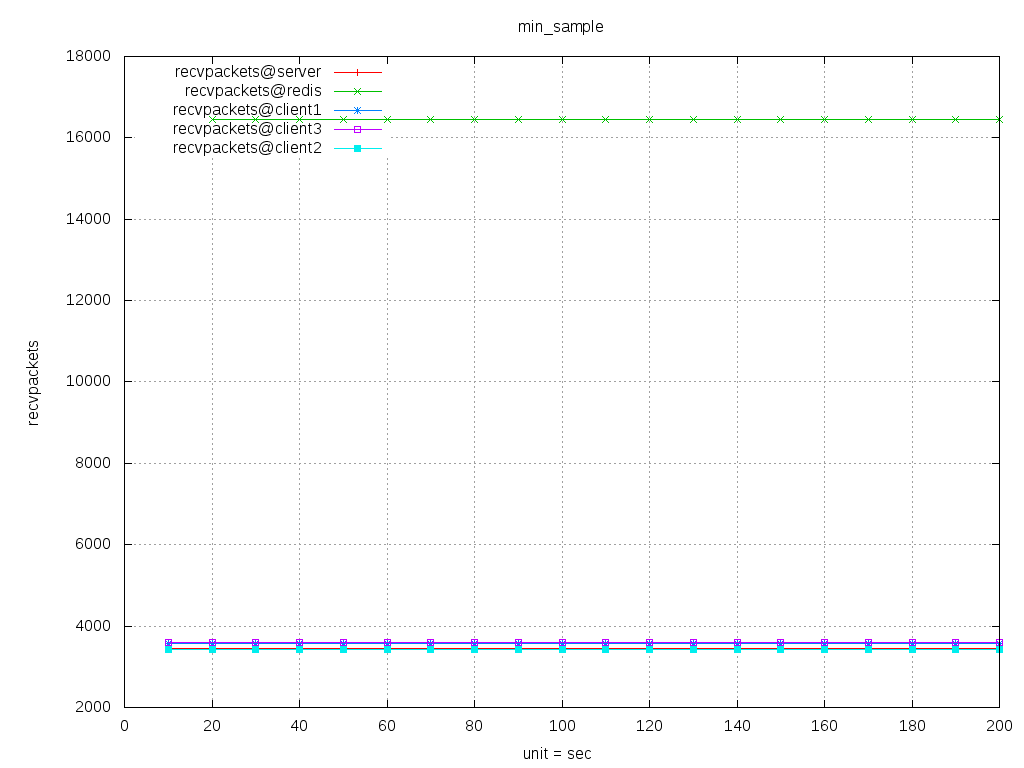 min_sample
18000
16000
14000
12000
10000
8000
6000
4000
2000
recvpackets
recvpackets@server
recvpackets@redis
recvpackets@client1
recvpackets@client3
recvpackets@client2
0 20 40 60 80 100 120 140 160 180 200
unit = sec